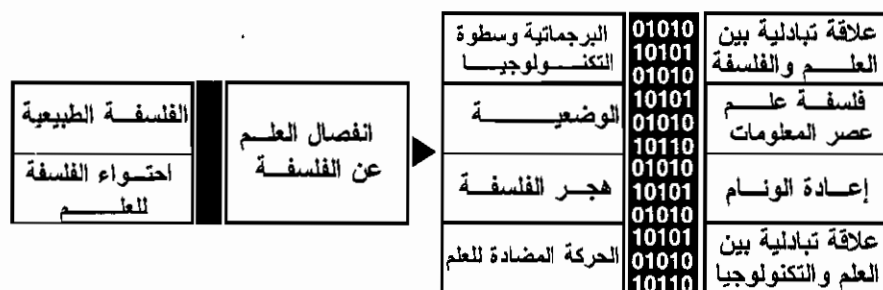 الفلسفة الطبيعية
احتواء الفلسفة
للعلم
انفصال العلم
عن الفلسفة
البرجماتية وسطوة
التكنولوجيا
الوضعية
هجر الفلسفة
الحركة المضادة للعلم
01010
10101
01010
10101
01010
10110
01010
10101
01010
10101
01010
10110
علاقة تبادلية بين
العلم والفلسفة
فلسفة علم
عصر المعلومات
إعادة الوئام
علاقة تبادلية بين
العلم والتكنولوجيا